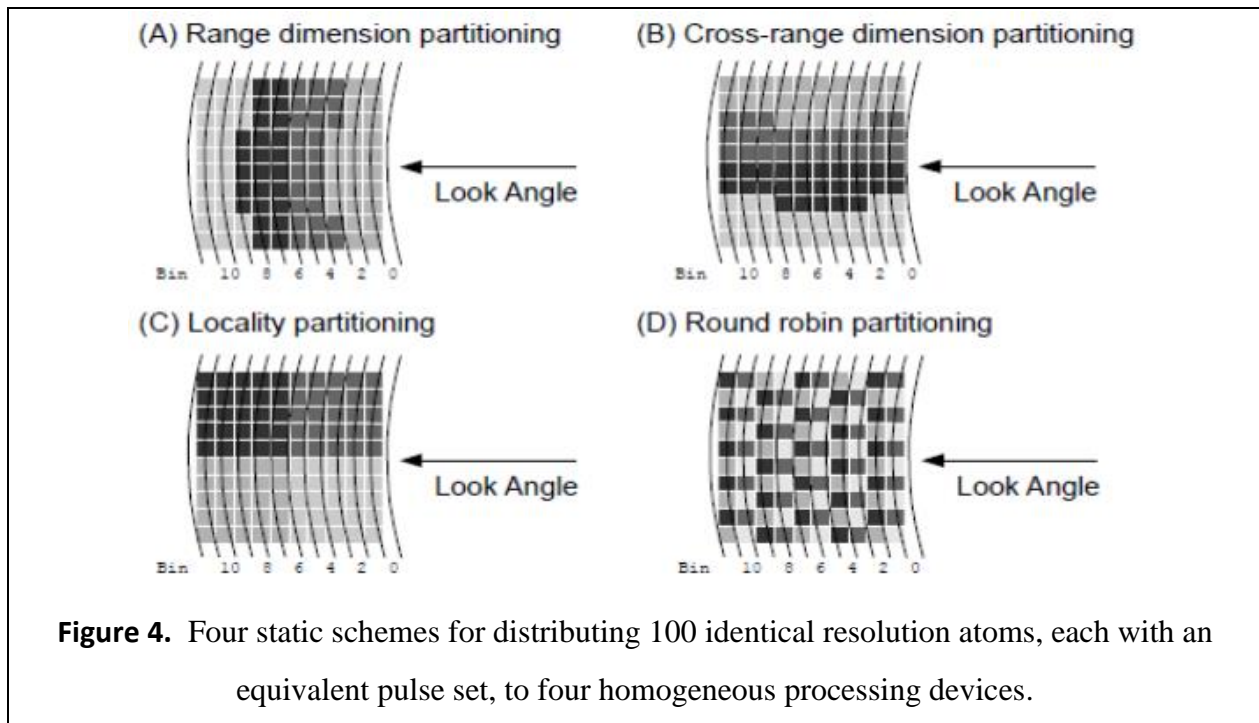 (A) Range dimension partitioning
(B) Cross-range dimension partitioning
Look Angle
Look Angle
Bin 10 8 6 4 2 0
Bin 10 8 6 4 2 0
(C) Locality partitioning
(D) Round robin partitioning
Look Angle
Look Angle
Bin 10 8 6 4 2 0
Bin 10 8 6 4 2 0
Figure 4. Four static schemes for distributing 100 identical resolution atoms, each with an
equivalent pulse set, to four homogeneous processing devices.